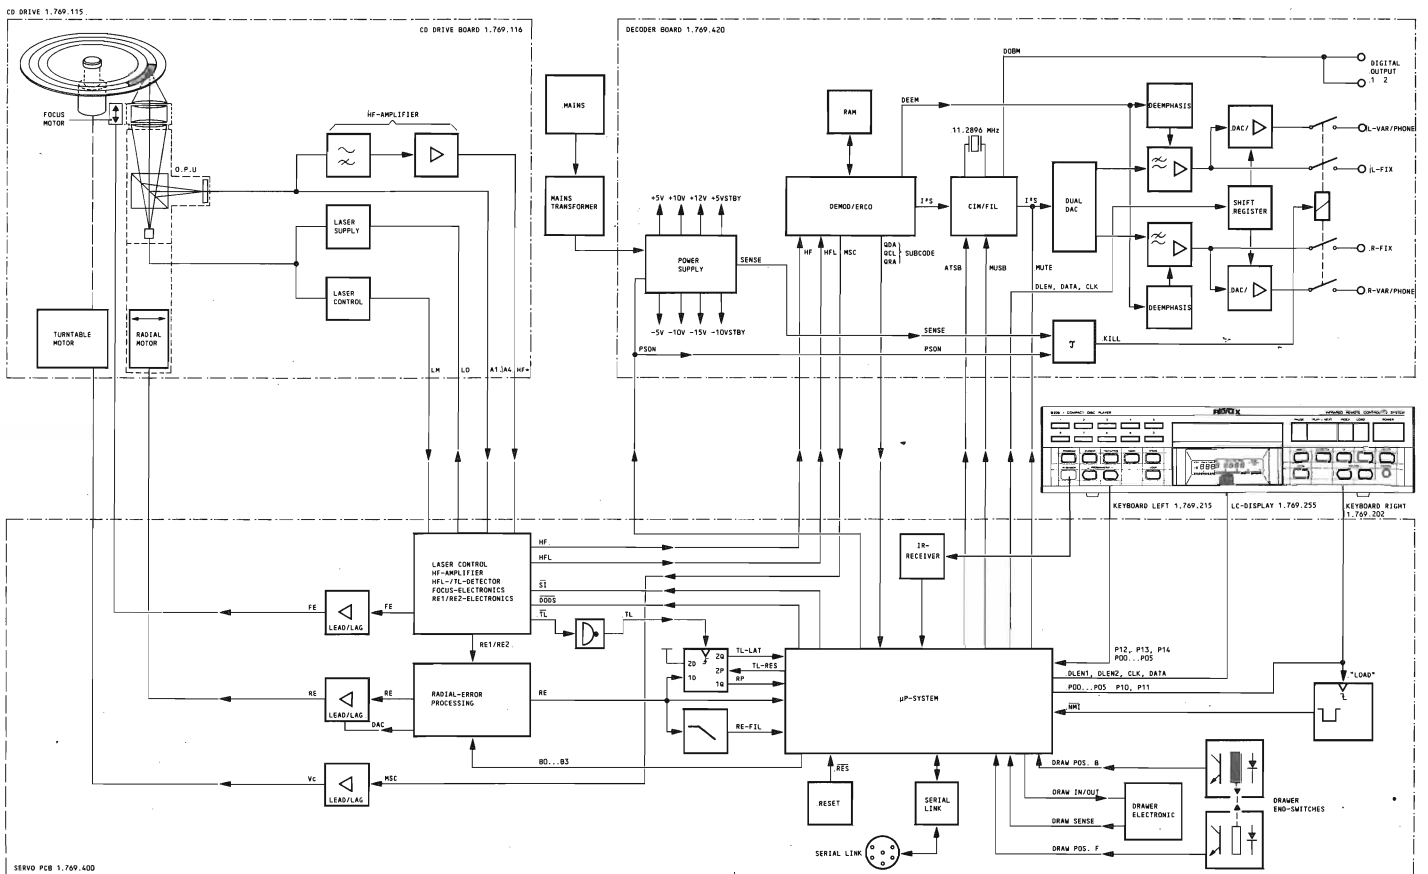 CD DRIVE 1.769.115
CD DRIVE BOARD 1.769.116
FOCUS
MOTOR
HF-AMPLIFIER
O.P.U
LASER
SUPPLY
LASER
CONTROL
TURNTABLE
MOTOR
RADIAL
MOTOR
LM
LO
A1...A4
HF
MAINS
MAINS
TRANSFORMER
DECODER BOARD 1.769.420
DOBM
DIGITAL
OUTPUT
1 2
DEEM
RAM
11.2896 MHz
DEEMPHASIS
DAC/
L-VAR/PHONE
L-FIX
+5V +10V +12V +5VSTBY
POWER
SUPPLY
SENSE
-5V -10V -15V -10VSTBY
DEMOD/ERCO
I²S
CIM/FIL
I²S
DUAL
DAC
SHIFT
REGISTER
HF
HFL
MSC
QDA
QCL
QRA
SUBCODE
ATSB
MUSB
MUTE
DLEN, DATA, CLK
R-FIX
DAC/
R-VAR/PHONE
DEEMPHASIS
SENSE
PSON
PSON
KILL
REVOX
KEYBOARD LEFT 1.769.215
LC-DISPLAY 1.769.255
KEYBOARD RIGHT
1.769.202
LASER CONTROL
HF-AMPLIFIER
HFL-/TL-DETECTOR
FOCUS-ELECTRONICS
RE1/RE2-ELECTRONICS
HF
HFL
SI
DODS
TL
TL
IR-
RECEIVER
FE
LEAD/LAG
FE
RE1/RE2
RADIAL-ERROR
PROCESSING
RE
LEAD/LAG
RE
DAC
RE
2D
1D
2Q
2P
1Q
TL-LAT
TL-RES
RP
RE-FIL
µP-SYSTEM
P12, P13, P14
P00...P05
DLEN1, DLEN2, CLK, DATA
P00...P05 P10, P11
NMI
"LOAD"
B0...B3
Vc
LEAD/LAG
MSC
RES
RESET
SERIAL
LINK
SERIAL LINK
DRAW POS. B
DRAW IN/OUT
DRAW SENSE
DRAW POS. F
DRAWER
ELECTRONIC
DRAWER
END-SWITCHES
SERVO PCB 1.769.400